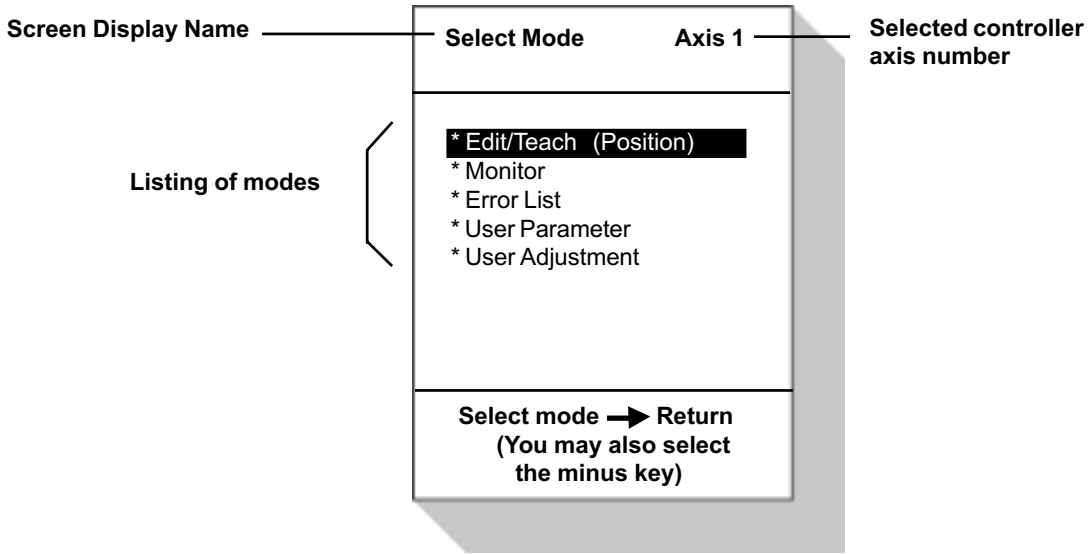 Screen Display Name
Select Mode Axis 1
Selected controller
axis number
Listing of modes
* Edit/Teach (Position)
* Monitor
* Error List
* User Parameter
* User Adjustment
Select mode → Return
(You may also select
the minus key)